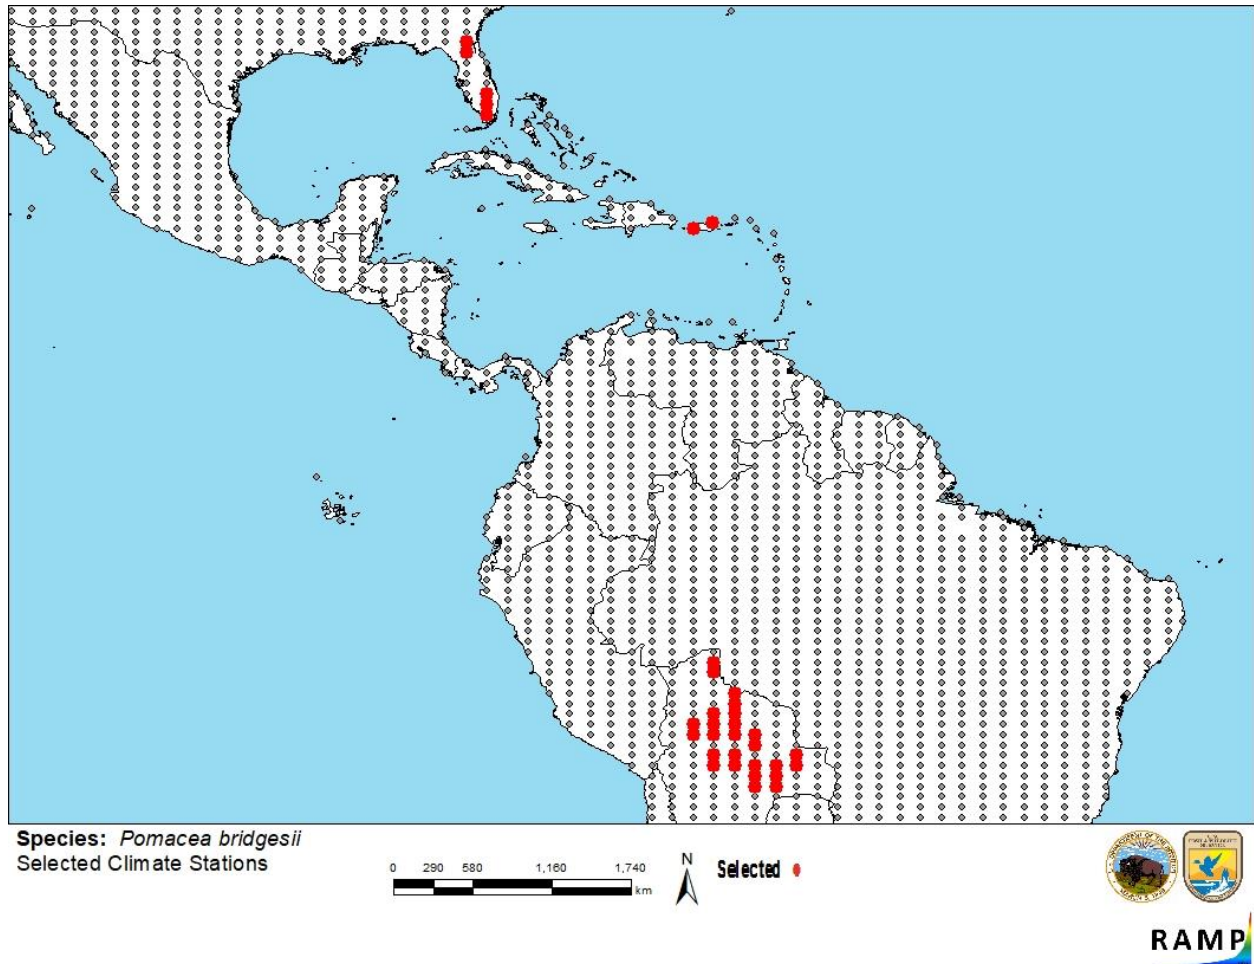 Species: Pomacea bridgesii
Selected Climate Stations
0 290 580 1,160 1,740
km
N
Selected
RAMP